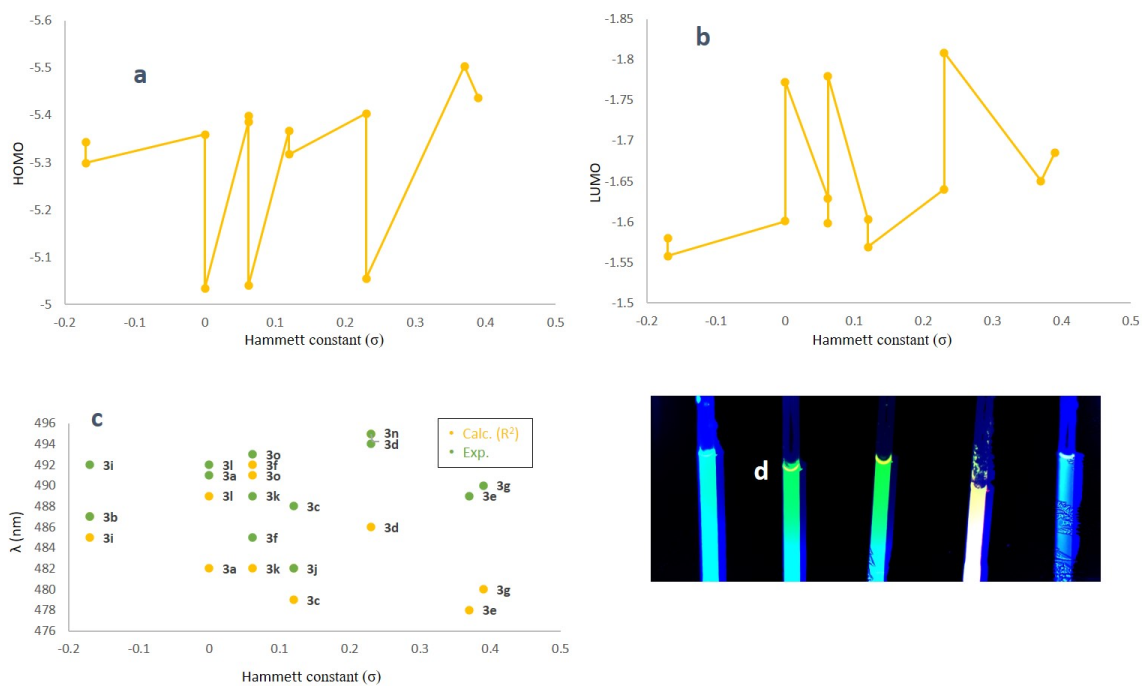 a
-5.6
-5.5
-5.4
-5.3
-5.2
-5.1
-5
HOMO
-0.2 -0.1 0 0.1 0.2 0.3 0.4 0.5
Hammett constant (σ)
b
-1.85
-1.8
-1.75
-1.7
-1.65
-1.6
-1.55
-1.5
LUMO
-0.2 -0.1 0 0.1 0.2 0.3 0.4 0.5
Hammett constant (σ)
c
496
494
492
490
488
486
484
482
480
478
476
λ (nm)
Calc. (R²)
Exp.
3n
3d
3o
3i
3l
3f
3a
3o
3g
3l
3k
3e
3c
3b
3d
3i
3f
3a
3k
3j
3g
3c
3e
-0.2 -0.1 0 0.1 0.2 0.3 0.4 0.5
Hammett constant (σ)
d